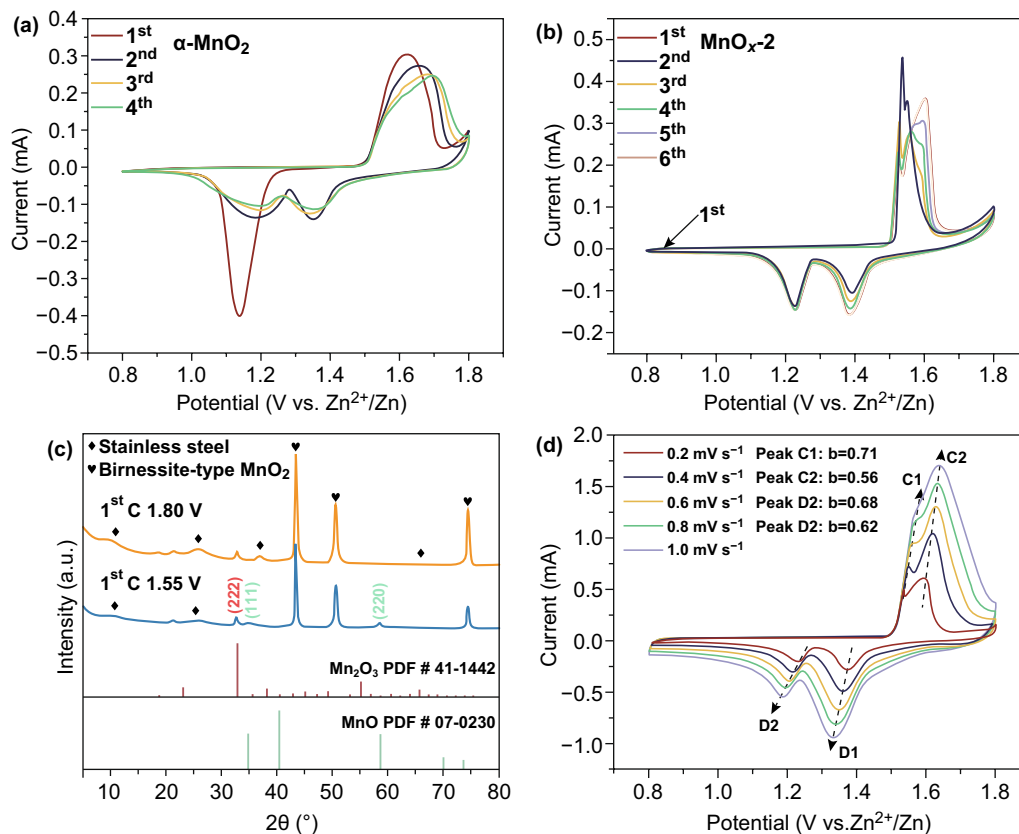 (a)
α-MnO₂
1ˢᵗ
2ⁿᵈ
3ʳᵈ
4ᵗʰ
0.4
0.3
0.2
0.1
0.0
−0.1
−0.2
−0.3
−0.4
−0.5
Current (mA)
0.8 1.0 1.2 1.4 1.6 1.8
Potential (V vs. Zn²⁺/Zn)
(b)
MnOₓ-2
1ˢᵗ
2ⁿᵈ
3ʳᵈ
4ᵗʰ
5ᵗʰ
6ᵗʰ
1ˢᵗ
0.5
0.4
0.3
0.2
0.1
0.0
−0.1
−0.2
Current (mA)
0.8 1.0 1.2 1.4 1.6 1.8
Potential (V vs. Zn²⁺/Zn)
(c)
♦ Stainless steel
♥ Birnessite-type MnO₂
1ˢᵗ C 1.80 V
1ˢᵗ C 1.55 V
(222)
(111)
(220)
Mn₂O₃ PDF # 41-1442
MnO PDF # 07-0230
Intensity (a.u.)
10 20 30 40 50 60 70 80
2θ (°)
(d)
0.2 mV s⁻¹ Peak C1: b=0.71
0.4 mV s⁻¹ Peak C2: b=0.56
0.6 mV s⁻¹ Peak D2: b=0.68
0.8 mV s⁻¹ Peak D2: b=0.62
1.0 mV s⁻¹
C1
C2
D2
D1
2.0
1.5
1.0
0.5
0.0
−0.5
−1.0
Current (mA)
0.8 1.0 1.2 1.4 1.6 1.8
Potential (V vs.Zn²⁺/Zn)